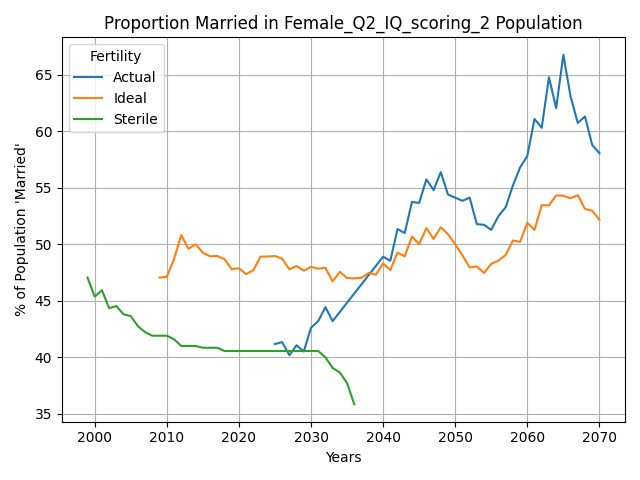 Proportion Married in Female_Q2_IQ_scoring_2 Population
Fertility
Actual
Ideal
Sterile
% of Population 'Married'
65
60
55
50
45
40
35
2000 2010 2020 2030 2040 2050 2060 2070
Years